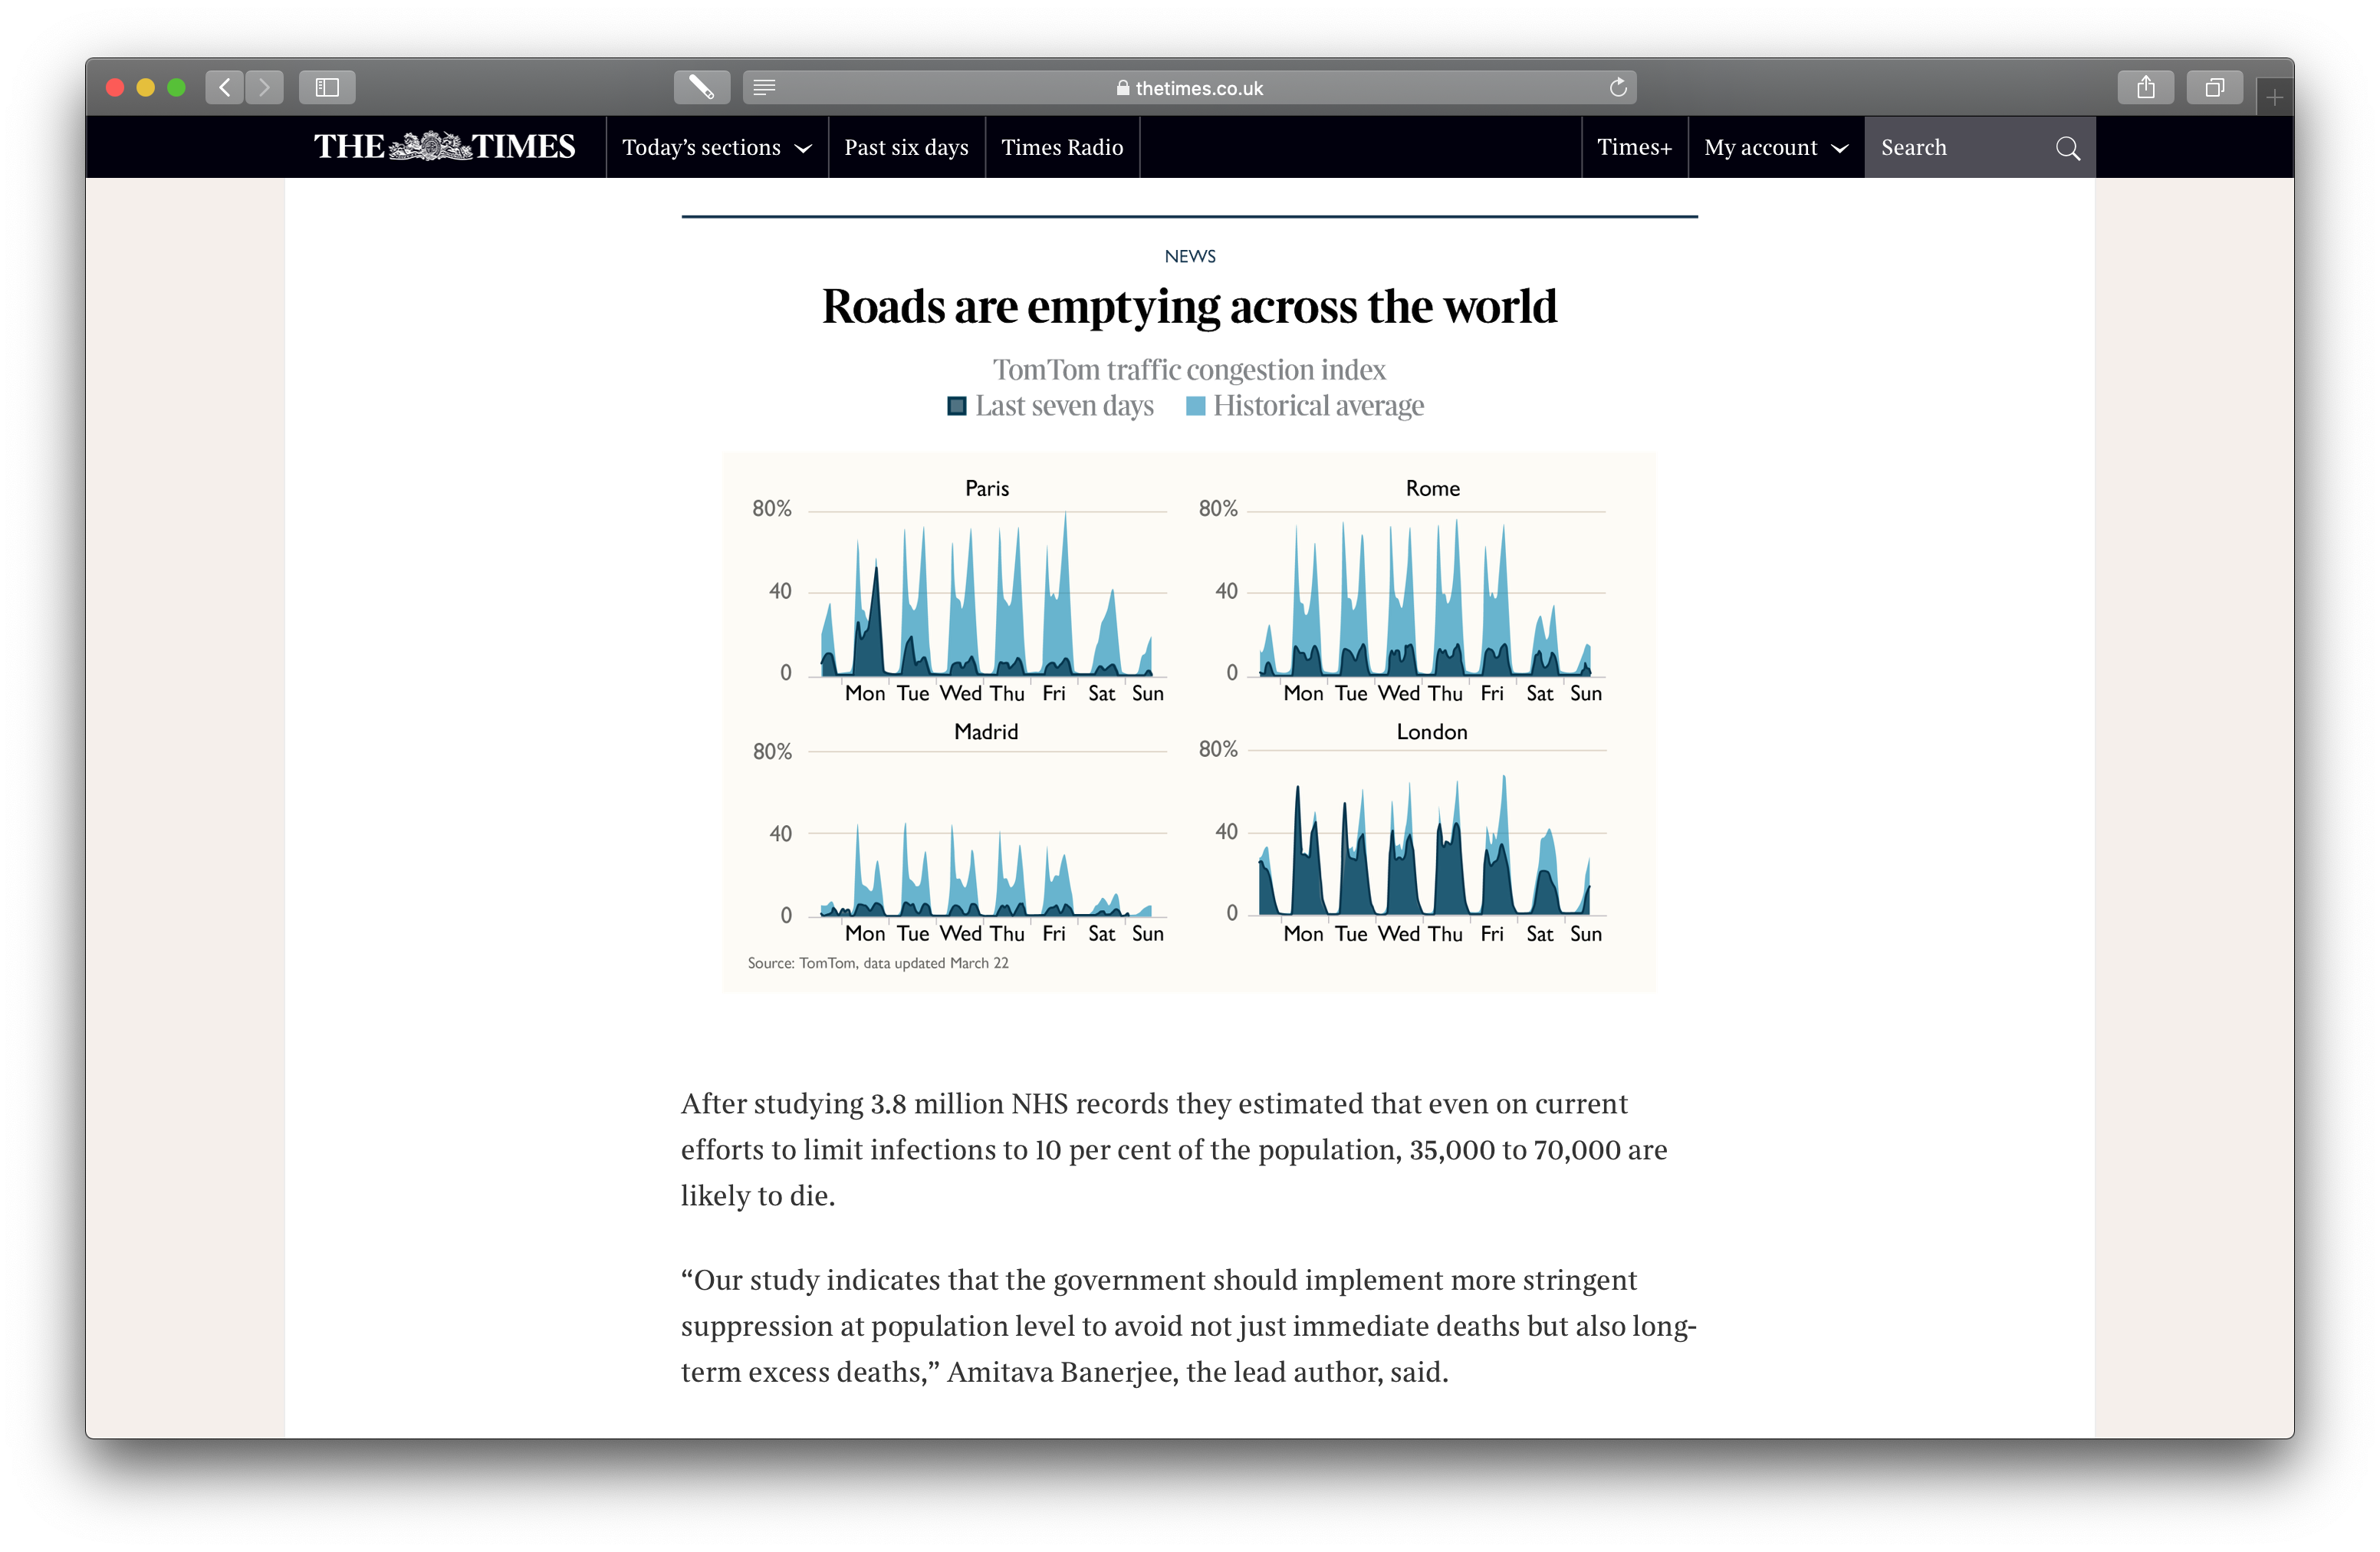 thetimes.co.uk
THE TIMES
Today's sections
Past six days
Times Radio
Times+
My account
Search
NEWS
Roads are emptying across the world
TomTom traffic congestion index
Last seven days
Historical average
Paris
80%
40
0
Mon Tue Wed Thu Fri Sat Sun
Rome
80%
40
0
Mon Tue Wed Thu Fri Sat Sun
Madrid
80%
40
0
Mon Tue Wed Thu Fri Sat Sun
London
80%
40
0
Mon Tue Wed Thu Fri Sat Sun
Source: TomTom, data updated March 22
After studying 3.8 million NHS records they estimated that even on current
efforts to limit infections to 10 per cent of the population, 35,000 to 70,000 are
likely to die.
“Our study indicates that the government should implement more stringent
suppression at population level to avoid not just immediate deaths but also long-
term excess deaths,” Amitava Banerjee, the lead author, said.